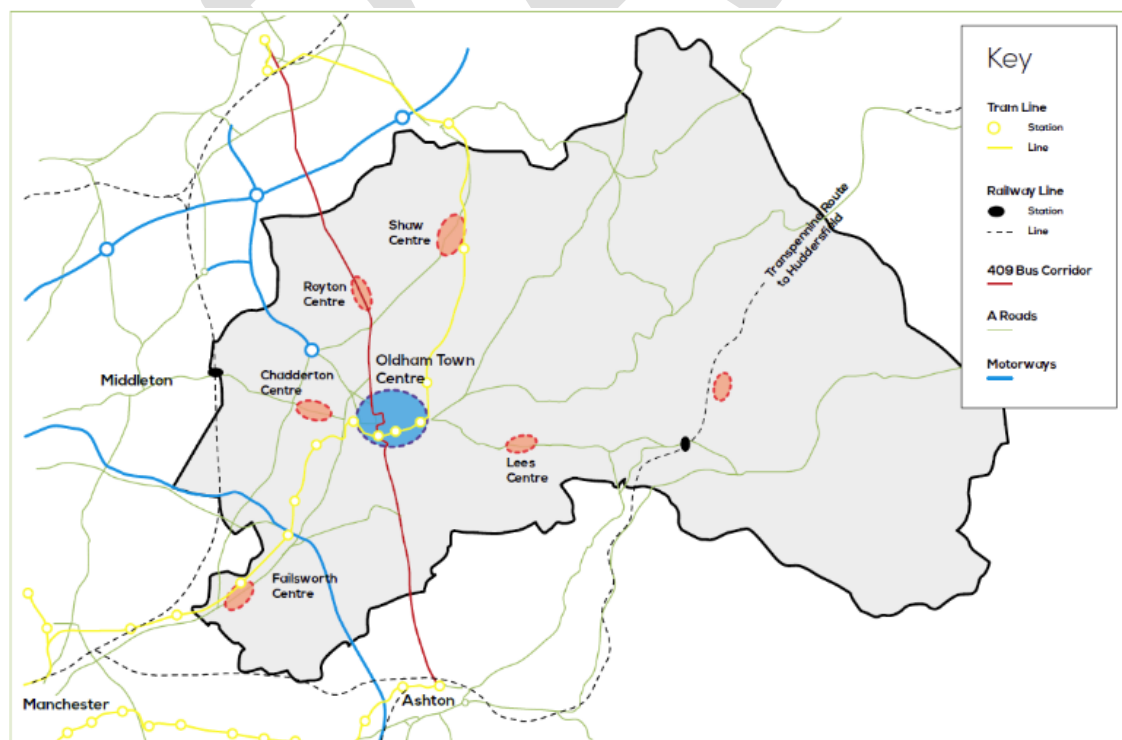 Key
Tram Line
Station
Line
Railway Line
Station
Line
409 Bus Corridor
A Roads
Motorways
Shaw
Centre
Transpennine Route
to Huddersfield
Royton
Centre
Oldham Town
Centre
Middleton
Chadderton
Centre
Lees
Centre
Failsworth
Centre
Manchester
Ashton